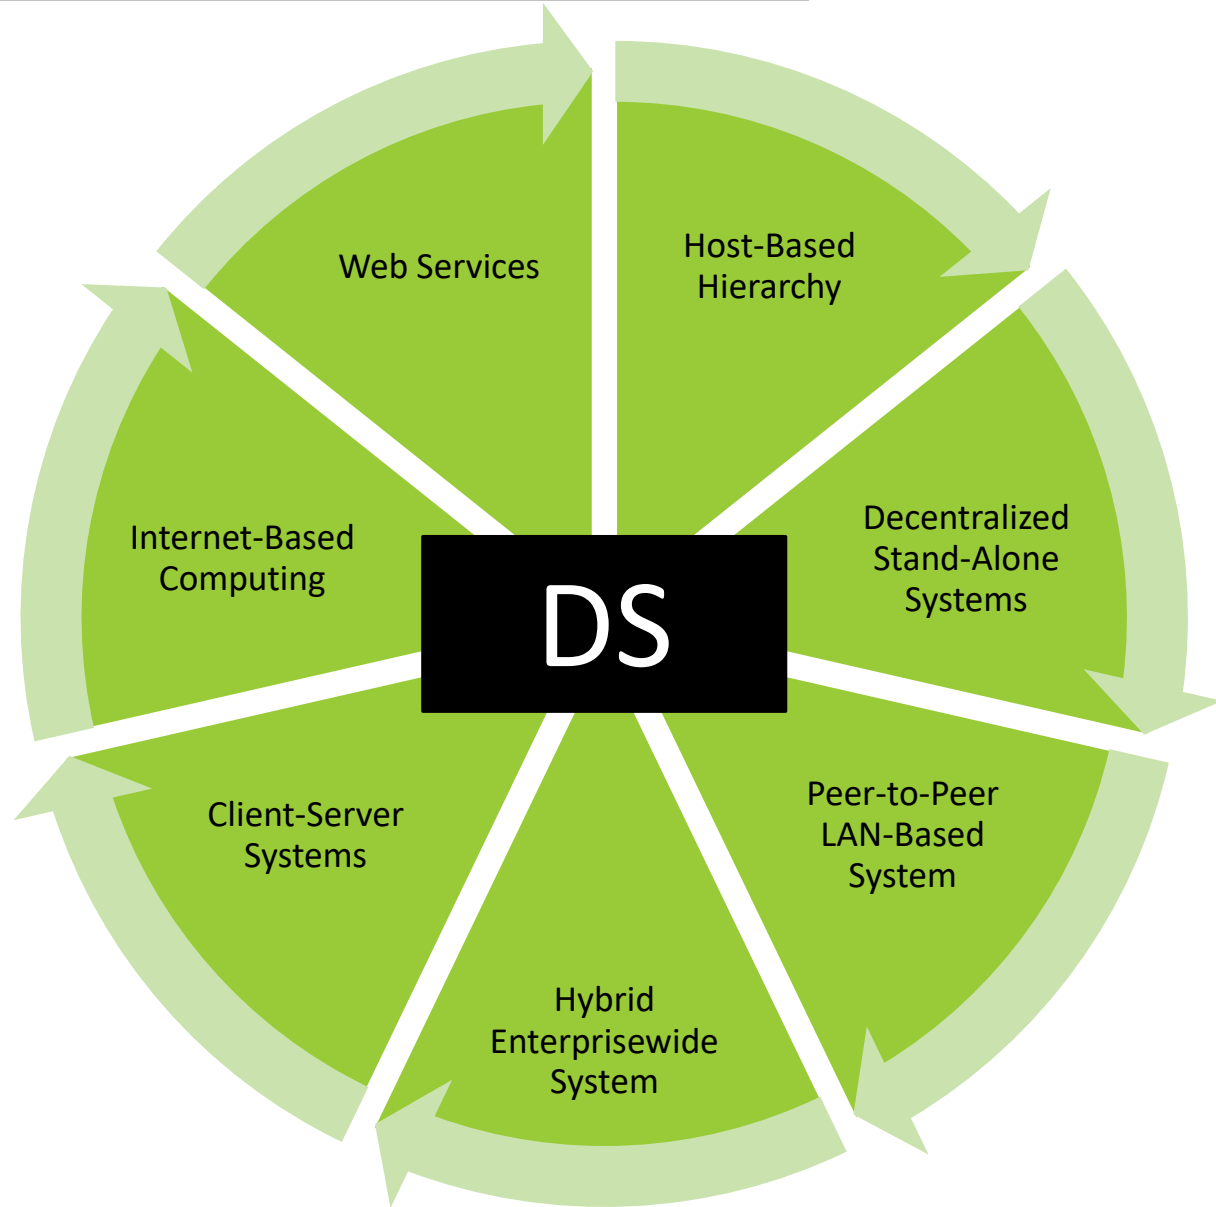 Web Services
Host-Based
Hierarchy
Decentralized
Stand-Alone
Systems
Peer-to-Peer
LAN-Based
System
Hybrid
Enterprisewide
System
Client-Server
Systems
Internet-Based
Computing
DS